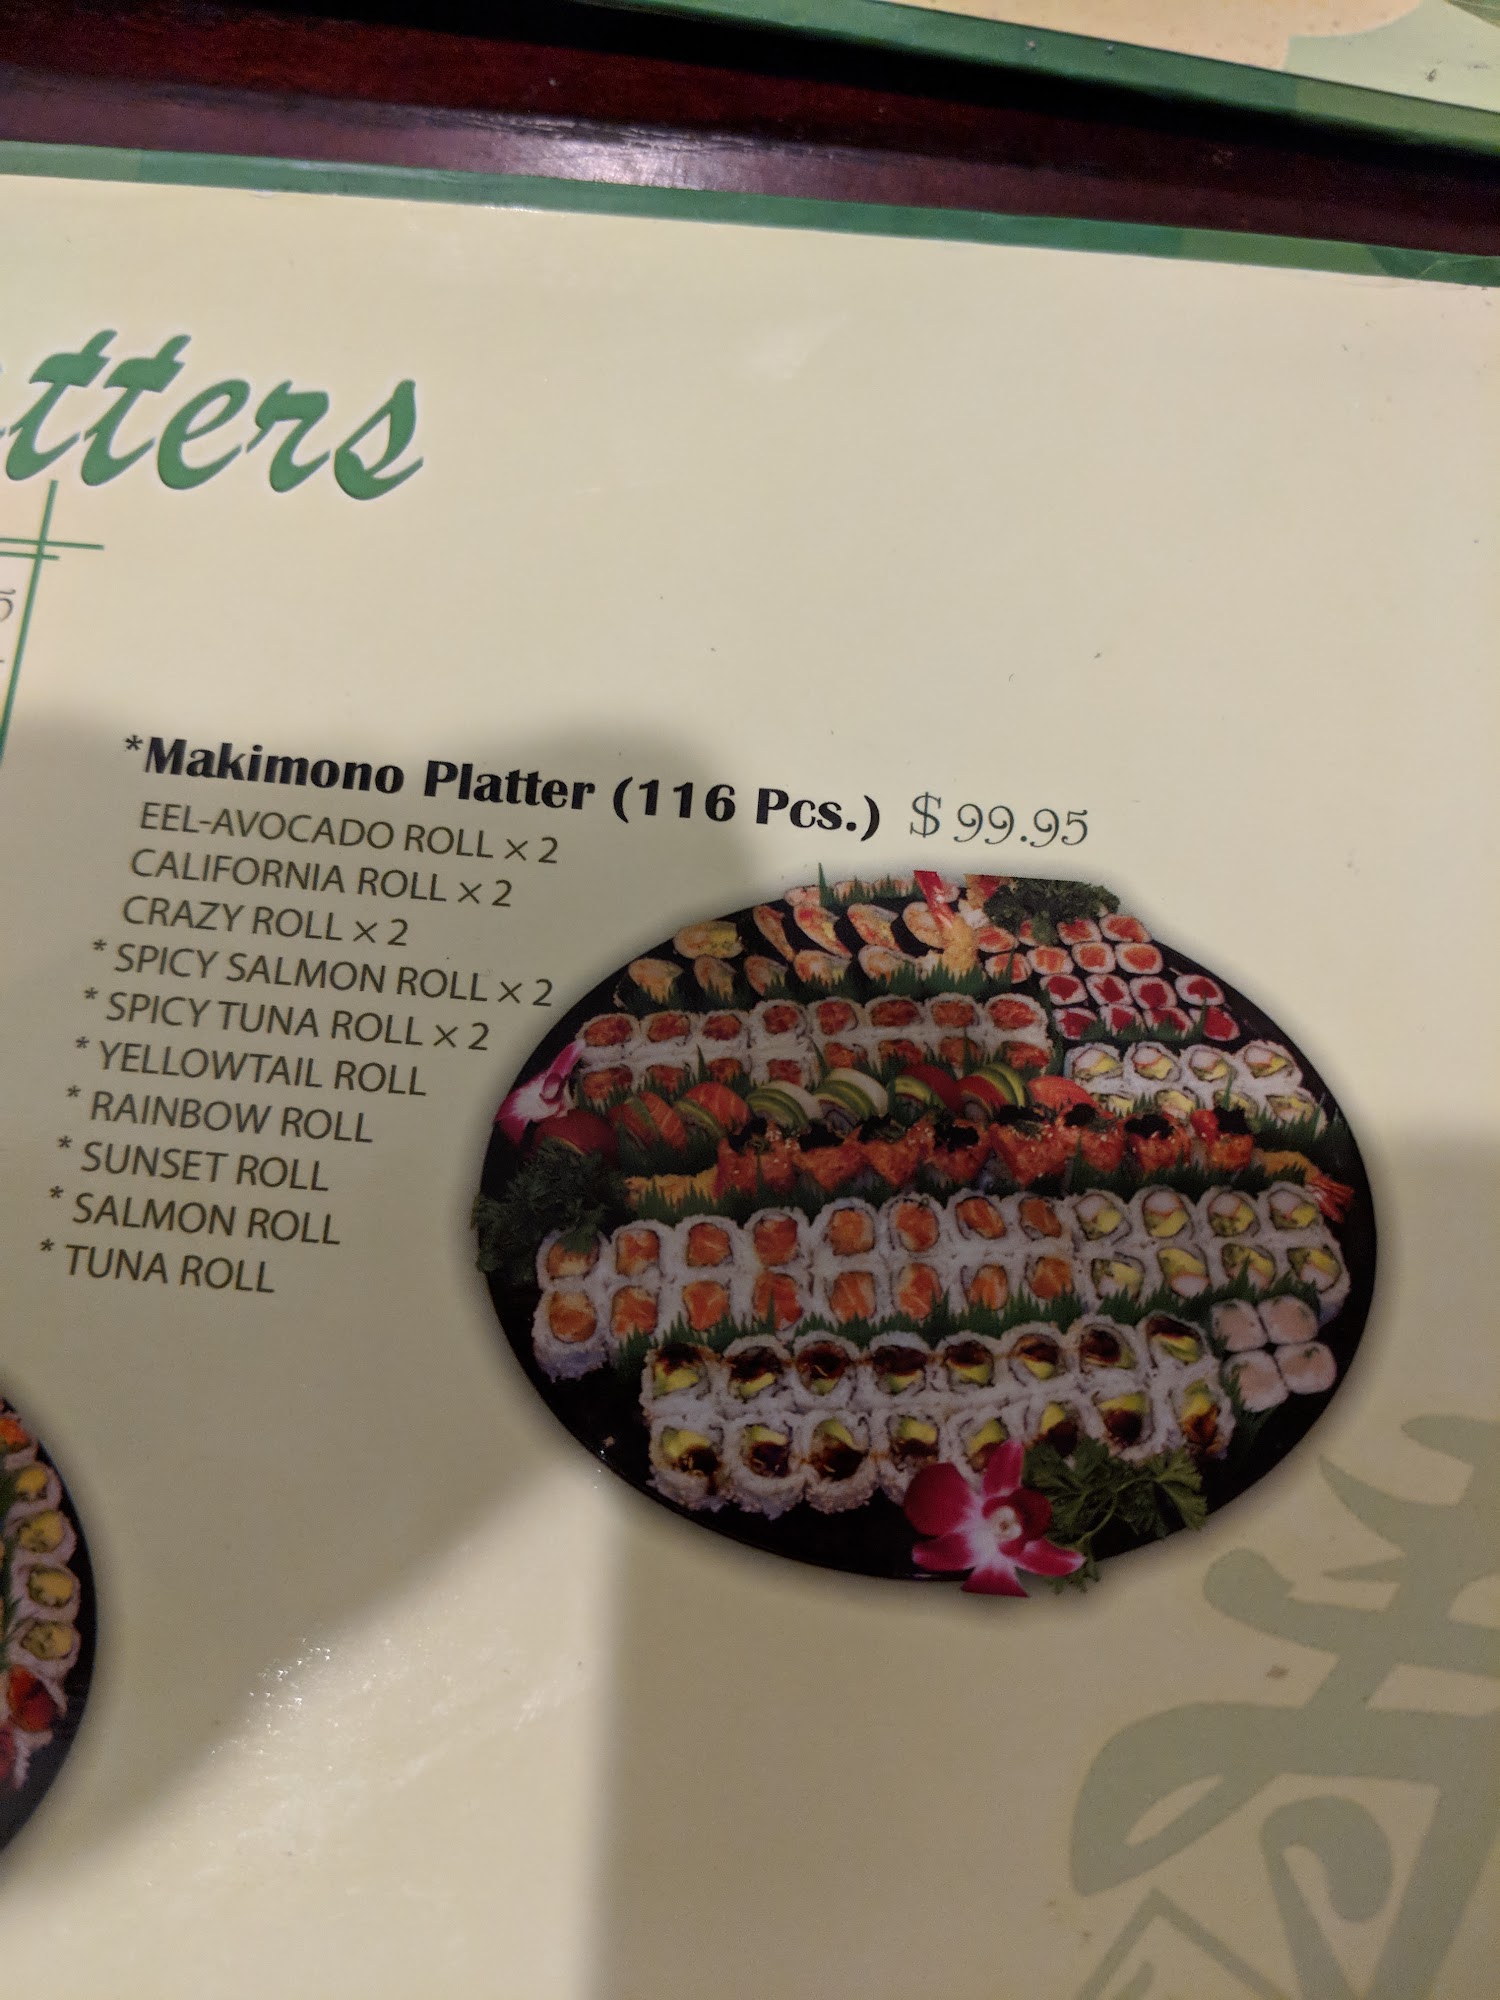 tters
5
*Makimono Platter (116 Pcs.) $ 99.95
EEL-AVOCADO ROLL × 2
CALIFORNIA ROLL × 2
CRAZY ROLL × 2
* SPICY SALMON ROLL × 2
* SPICY TUNA ROLL × 2
* YELLOWTAIL ROLL
* RAINBOW ROLL
* SUNSET ROLL
* SALMON ROLL
* TUNA ROLL